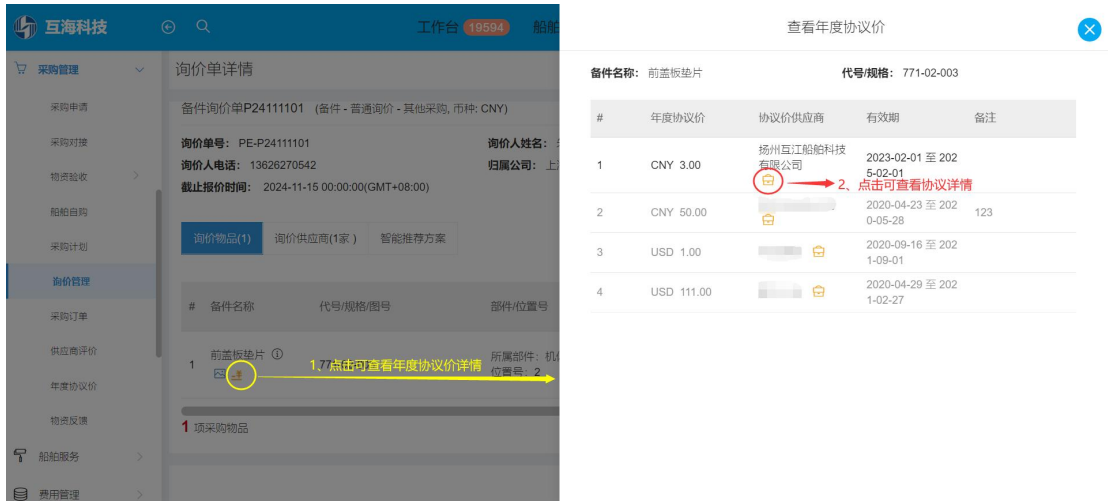 互海科技
工作台 19594 船舶
采购管理
采购申请
采购对接
物资验收
船舶自购
采购计划
询价管理
采购订单
供应商评价
年度协议价
物资反馈
船舶服务
费用管理
询价单详情
备件询价单P24111101 (备件 - 普通询价 - 其他采购, 币种: CNY)
询价单号: PE-P24111101 询价人姓名:
询价人电话: 13626270542 归属公司: 上
截止报价时间: 2024-11-15 00:00:00(GMT+08:00)
询价物品(1) 询价供应商(1家 ) 智能推荐方案
# 备件名称 代号/规格/图号 部件/位置号
1 前盖板垫片 所属部件: 机
位置号: 2
1、点击可查看年度协议价详情
1 项采购物品
查看年度协议价
备件名称: 前盖板垫片 代号/规格: 771-02-003
# 年度协议价 协议价供应商 有效期 备注
1 CNY 3.00 扬州互江船舶科技有限公司 2023-02-01 至 202
5-02-01
2、点击可查看协议详情
2 CNY 50.00 2020-04-23 至 202 123
0-05-28
3 USD 1.00 2020-09-16 至 202
1-09-01
4 USD 111.00 2020-04-29 至 202
1-02-27